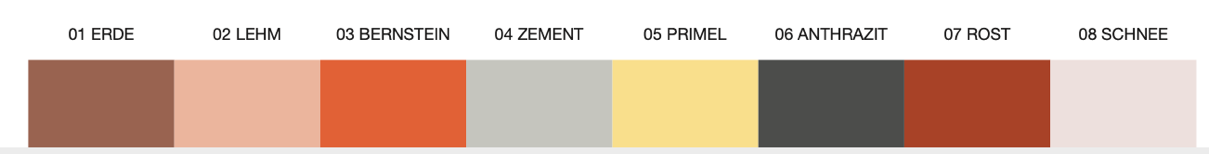 01 ERDE 02 LEHM 03 BERNSTEIN 04 ZEMENT 05 PRIMEL 06 ANTHRAZIT 07 ROST 08 SCHNEE